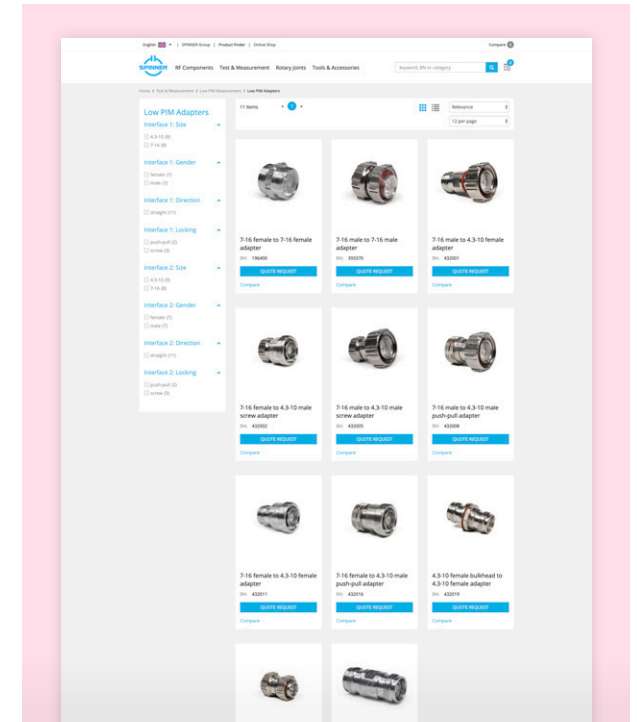 English
SPINNER Group
Product Finder
Online Shop
Compare
SPINNER
RF Components Test & Measurement Rotary Joints Tools & Accessories
Keyword, BN or category
Home / Test & Measurement / Low PIM Measurement / Low PIM Adapters
Low PIM Adapters
Interface 1: Size
4.3-10 (9)
7-16 (8)
Interface 1: Gender
female (7)
male (7)
Interface 1: Direction
straight (11)
Interface 1: Locking
push-pull (2)
screw (3)
Interface 2: Size
4.3-10 (9)
7-16 (8)
Interface 2: Gender
female (7)
male (7)
Interface 2: Direction
straight (11)
Interface 2: Locking
push-pull (2)
screw (3)
11 items
1
Relevance
12 per page
7-16 female to 7-16 female
adapter
BN: 196400
QUOTE REQUEST
Compare
7-16 male to 7-16 male
adapter
BN: 393370
QUOTE REQUEST
Compare
7-16 male to 4.3-10 female
adapter
BN: 432001
QUOTE REQUEST
Compare
7-16 female to 4.3-10 male
screw adapter
BN: 432002
QUOTE REQUEST
Compare
7-16 male to 4.3-10 male
screw adapter
BN: 432005
QUOTE REQUEST
Compare
7-16 male to 4.3-10 male
push-pull adapter
BN: 432008
QUOTE REQUEST
Compare
7-16 female to 4.3-10 female
adapter
BN: 432011
QUOTE REQUEST
Compare
7-16 female to 4.3-10 male
push-pull adapter
BN: 432016
QUOTE REQUEST
Compare
4.3-10 female bulkhead to
4.3-10 female adapter
BN: 432019
QUOTE REQUEST
Compare